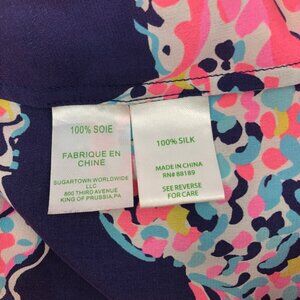 100% SOIE
FABRIQUE EN
CHINE
SUGARTOWN WORLDWIDE
LLC
800 THIRD AVENUE
KING OF PRUSSIA, PA
100% SILK
MADE IN CHINA
RN# 88189
SEE REVERSE
FOR CARE